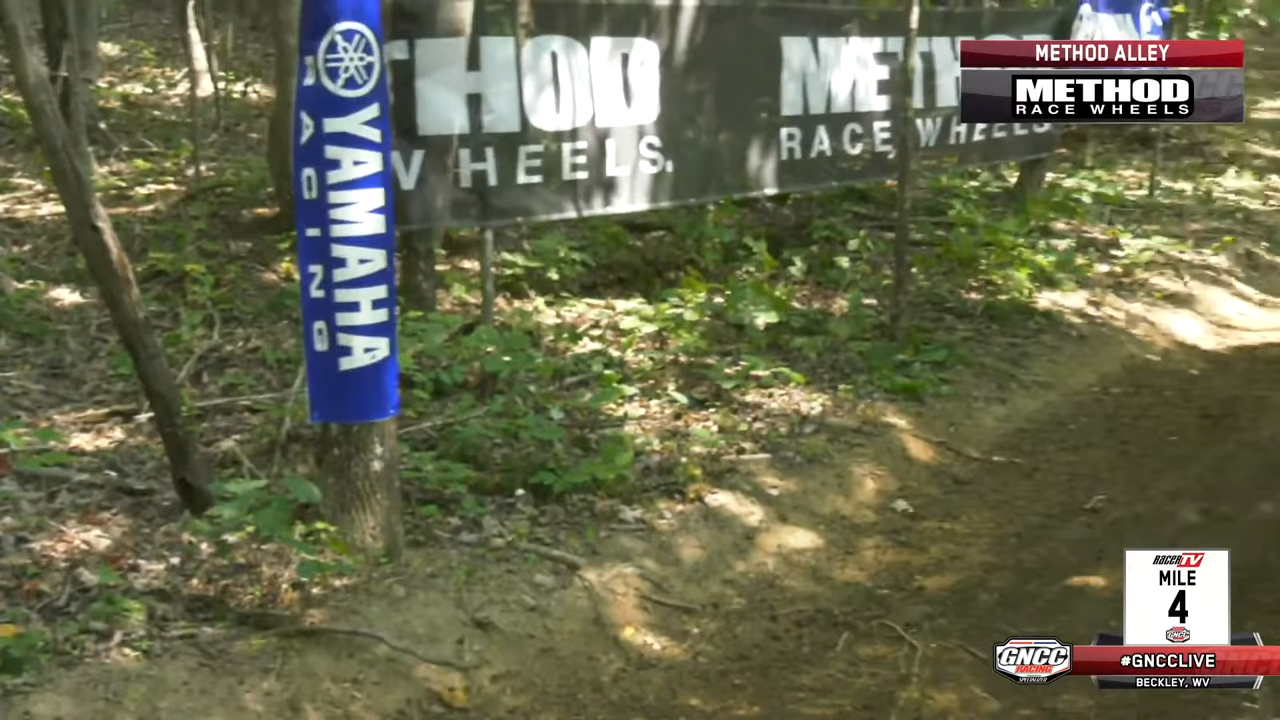 YAMAHA
RACING
THOD
WHEELS.
METHO
RACE WHEELS
METHOD ALLEY
METHOD
RACE WHEELS
RACERTV
MILE
4
GNCC
RACING
SPECIALIZED
#GNCCLIVE
BECKLEY, WV